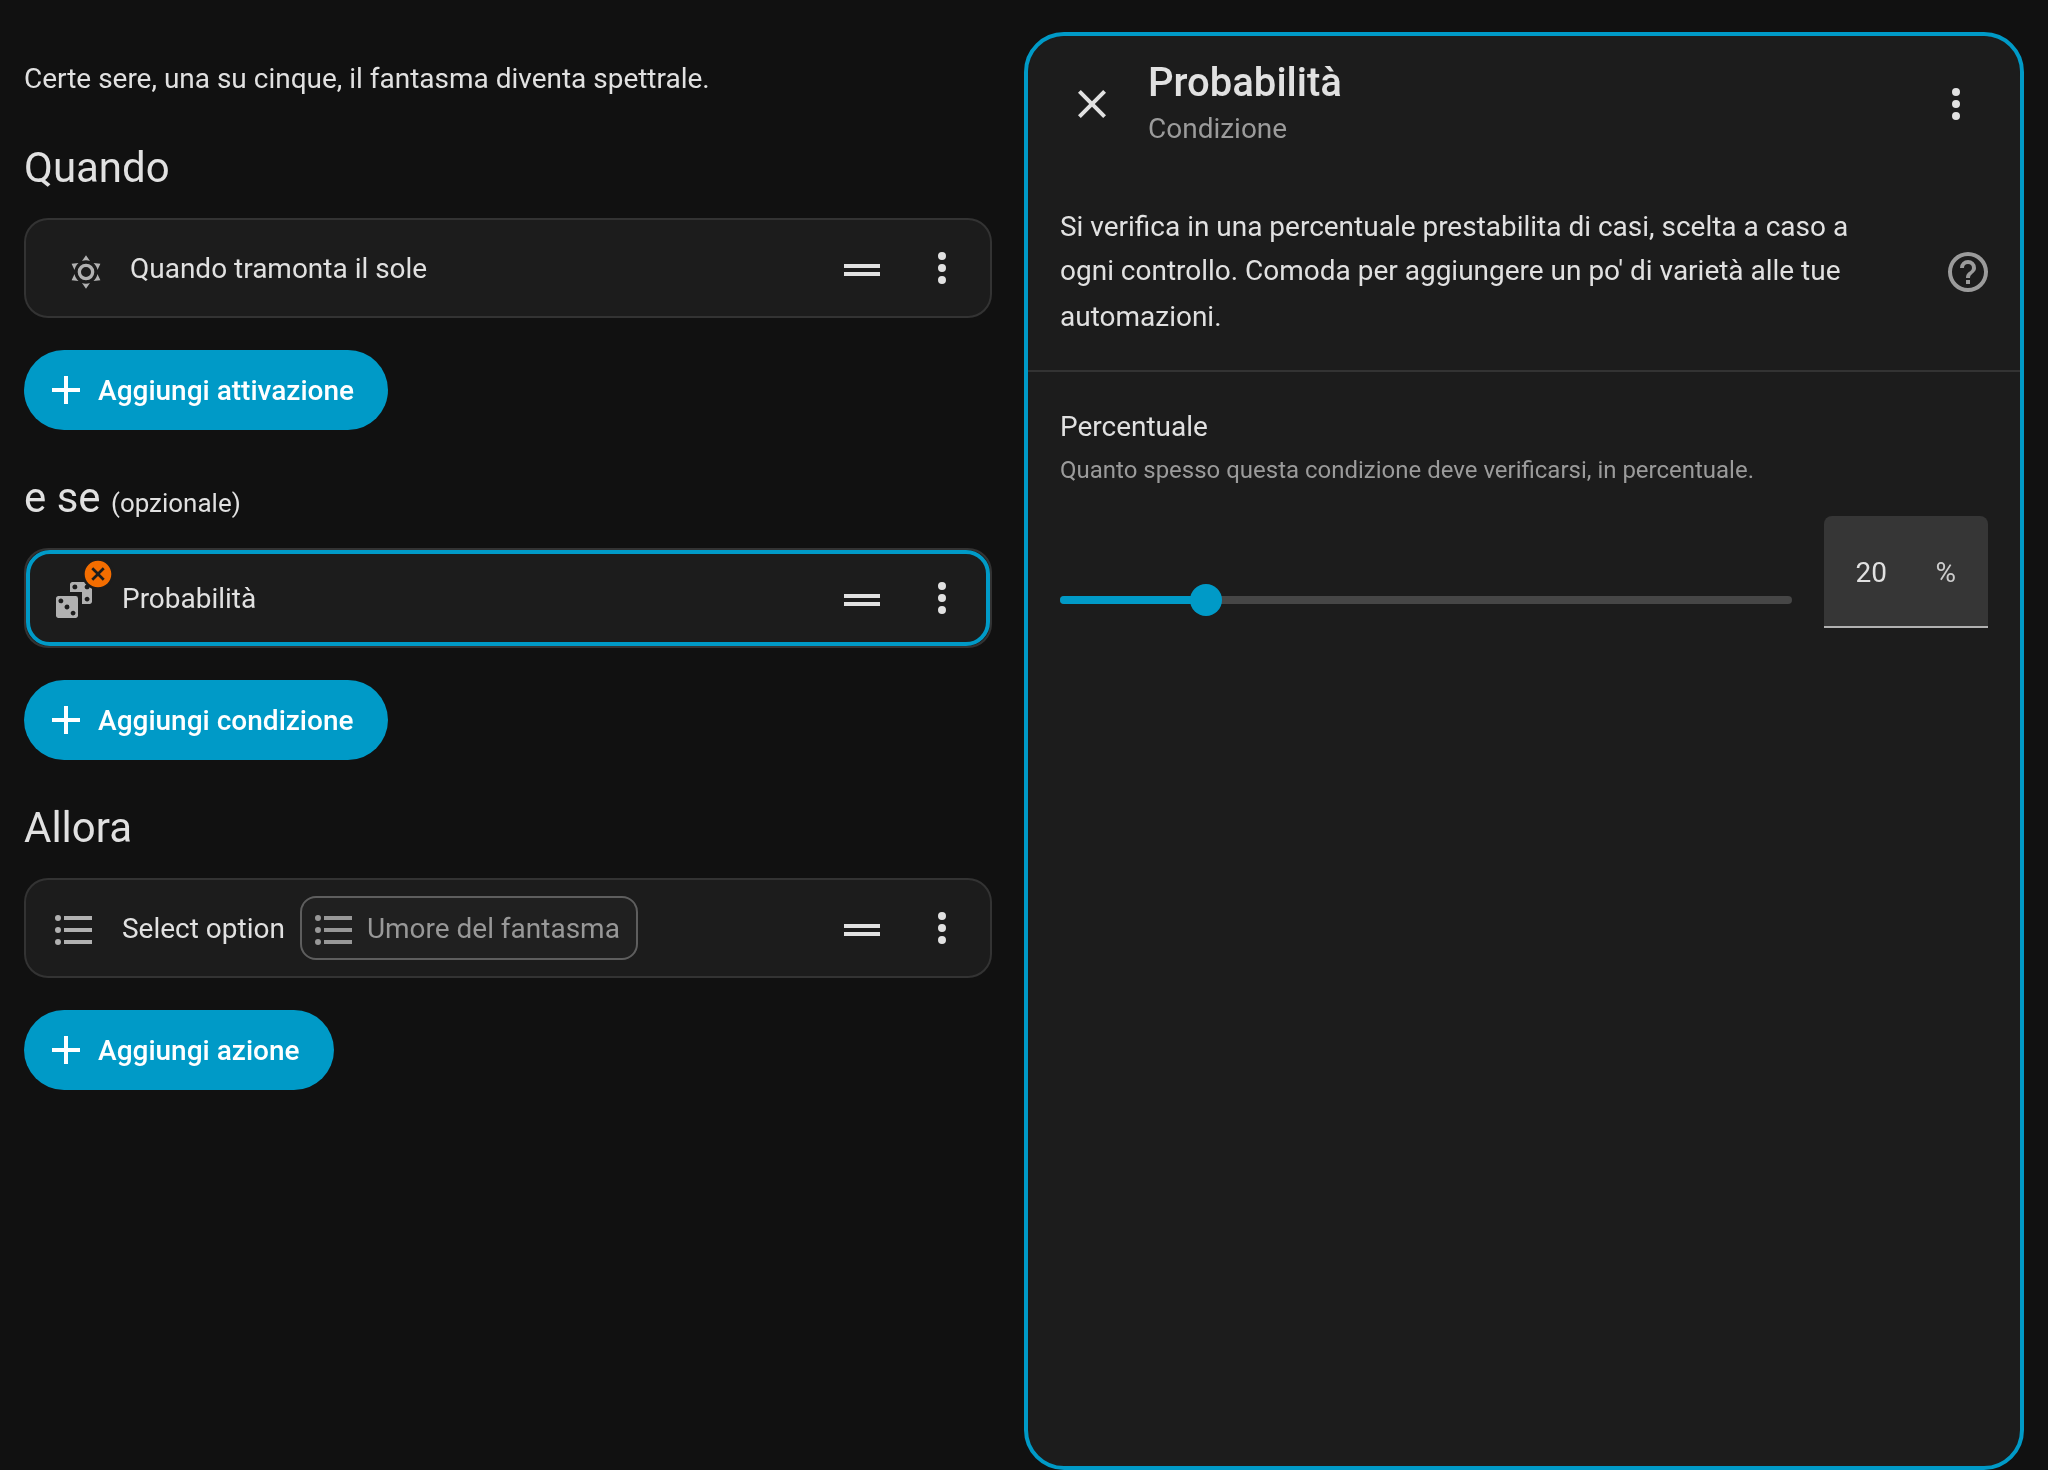 Certe sere, una su cinque, il fantasma diventa spettrale.
Quando
Quando tramonta il sole
Aggiungi attivazione
e se (opzionale)
Probabilità
Aggiungi condizione
Allora
Select option Umore del fantasma
Aggiungi azione
Probabilità
Condizione
Si verifica in una percentuale prestabilita di casi, scelta a caso a
ogni controllo. Comoda per aggiungere un po' di varietà alle tue
automazioni.
Percentuale
Quanto spesso questa condizione deve verificarsi, in percentuale.
20 %